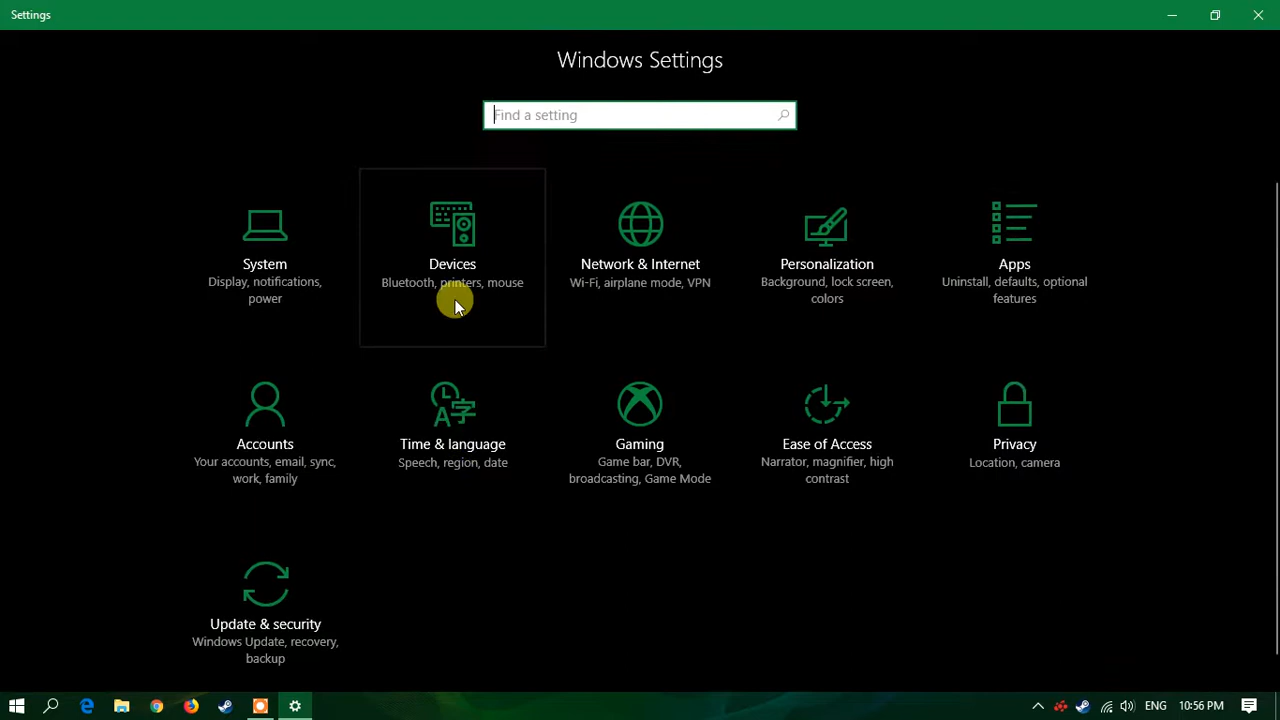 Settings
Windows Settings
Find a setting
System
Display, notifications,
power
Devices
Bluetooth, printers, mouse
Network & Internet
Wi-Fi, airplane mode, VPN
Personalization
Background, lock screen,
colors
Apps
Uninstall, defaults, optional
features
Accounts
Your accounts, email, sync,
work, family
Time & language
Speech, region, date
Gaming
Game bar, DVR,
broadcasting, Game Mode
Ease of Access
Narrator, magnifier, high
contrast
Privacy
Location, camera
Update & security
Windows Update, recovery,
backup
ENG 10:56 PM